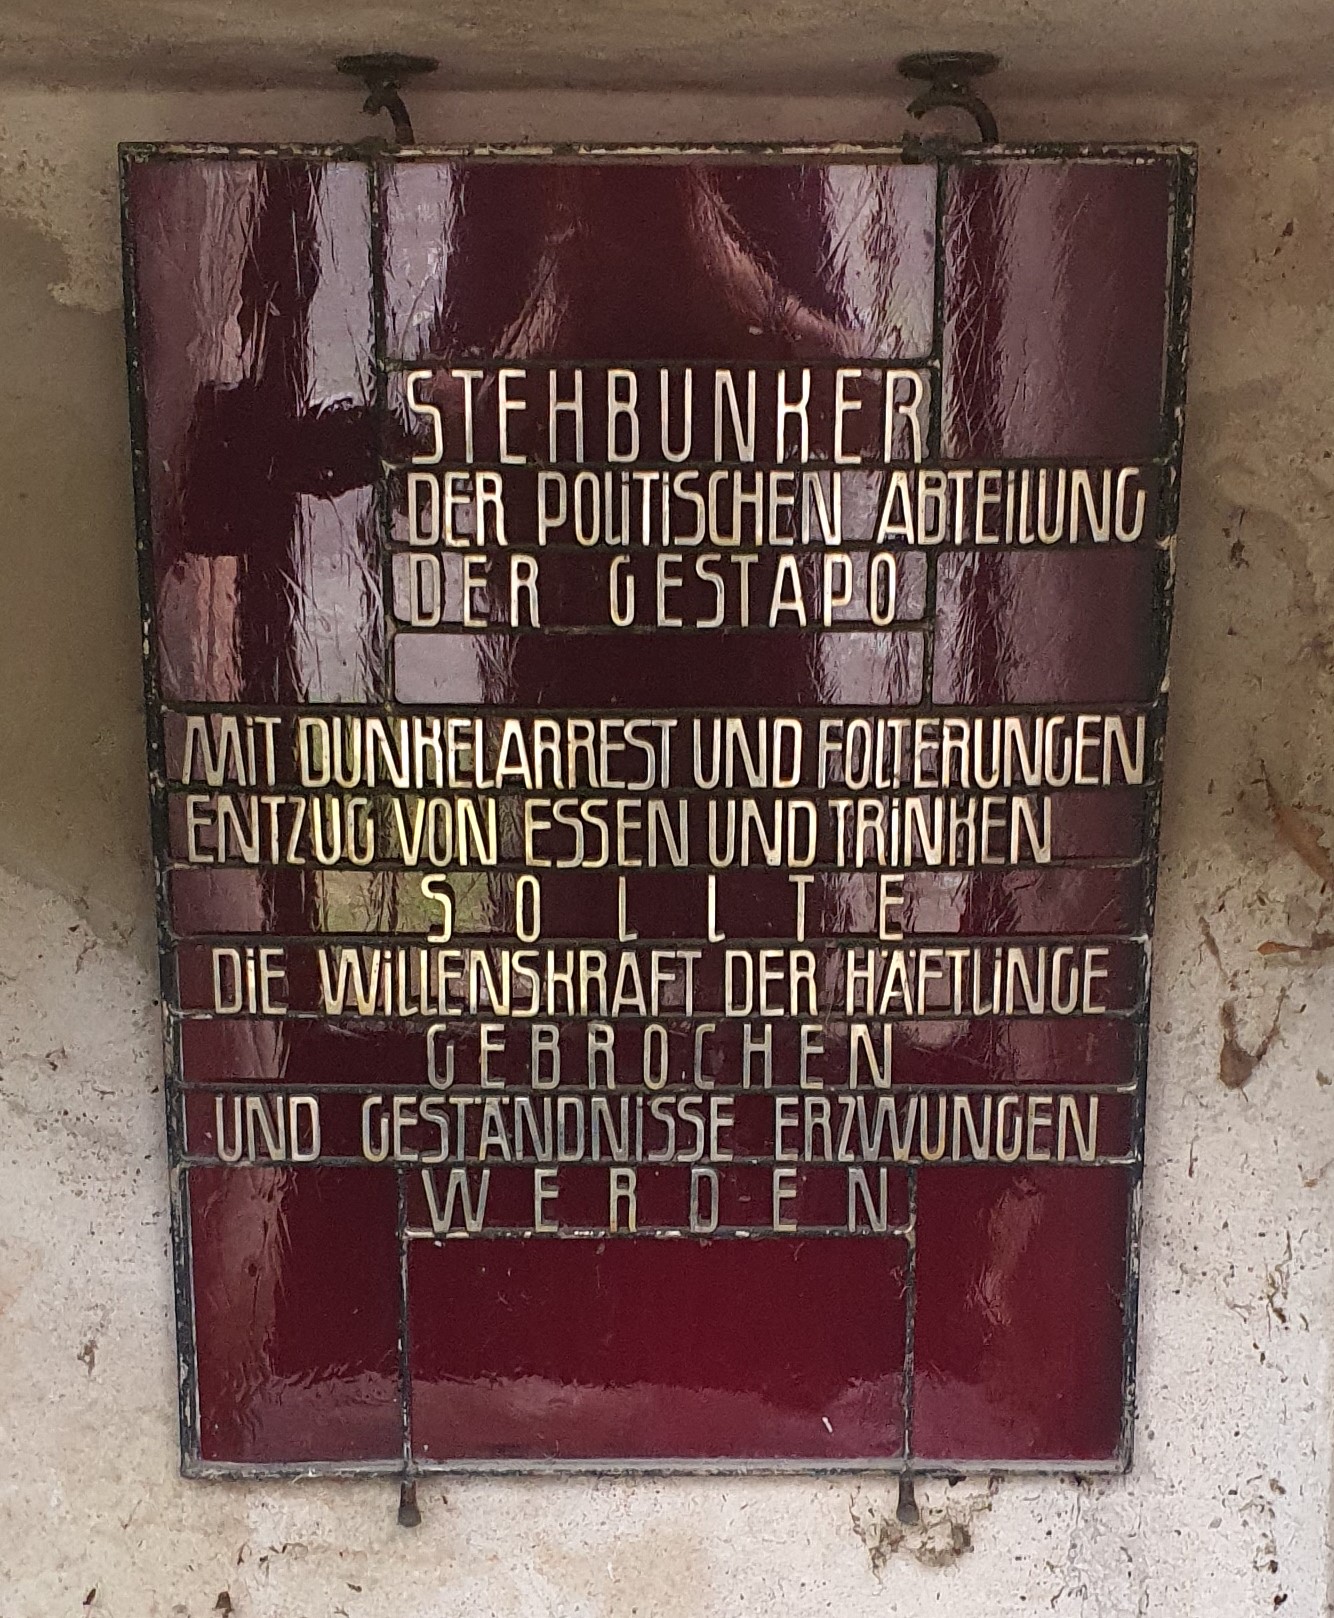 STEHBUNKER
DER POLiTiSCHEN ABTEiLUNG
DER GESTAPO
MiT DUNKELARREST UND FOLTERUNGEN
ENTZUG VON ESSEN UND TRiNKEN
SOLLTE
DiE WiLLENSKRAFT DER HÄFTLiNGE
GEBROCHEN
UND GESTÄNDNiSSE ERZWUNGEN
WERDEN